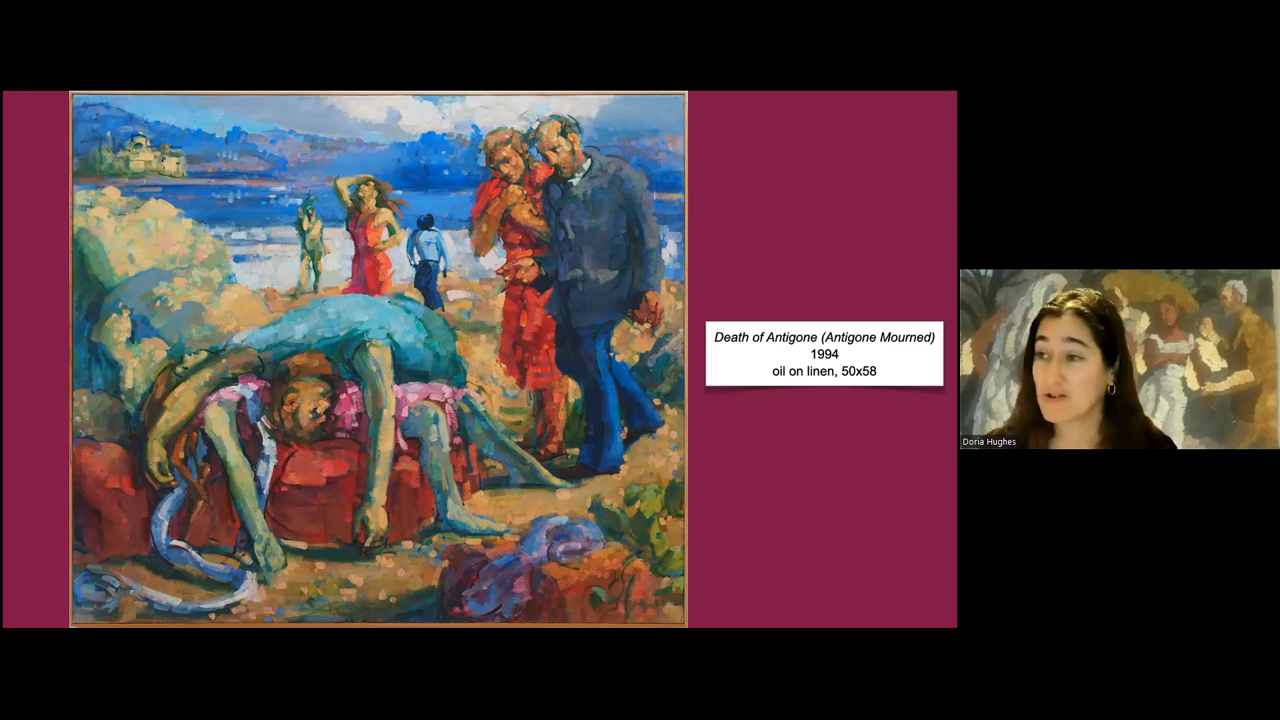 Death of Antigone (Antigone Mourned)
1994
oil on linen, 50x58
Doria Hughes